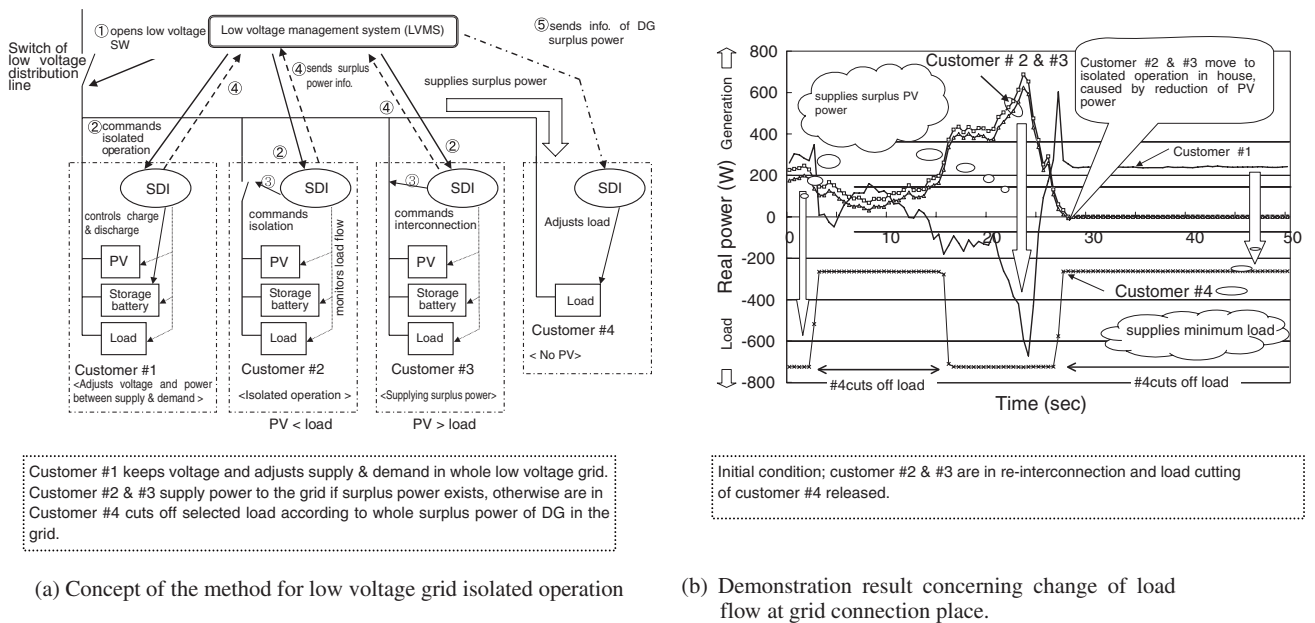 ① opens low voltage
SW
Low voltage management system (LVMS)
⑤ sends info. of DG
surplus power
Switch of
low voltage
distribution
line
④ sends surplus
power info.
supplies surplus power
④
④
② commands
isolated
operation
②
②
SDI
③
SDI
③
SDI
SDI
controls charge
& discharge
commands
isolation
commands
interconnection
Adjusts load
monitors load flow
PV
PV
PV
Storage
battery
Storage
battery
Storage
battery
Load
Load
Load
Load
Customer #1
Customer #2
Customer #3
Customer #4
<Adjusts voltage and power
between supply & demand >
<Isolated operation >
<Supplying surplus power>
< No PV>
PV < load
PV > load
Customer #1 keeps voltage and adjusts supply & demand in whole low voltage grid.
Customer #2 & #3 supply power to the grid if surplus power exists, otherwise are in
Customer #4 cuts off selected load according to whole surplus power of DG in the
grid.
(a) Concept of the method for low voltage grid isolated operation
Real power (W)
Generation
Load
800
600
400
200
0
-200
-400
-600
-800
0
10
20
30
40
50
Time (sec)
Customer # 2 & #3
supplies surplus PV
power
Customer #2 & #3 move to
isolated operation in house,
caused by reduction of PV
power
Customer #1
Customer #4
supplies minimum load
#4cuts off load
#4cuts off load
Initial condition; customer #2 & #3 are in re-interconnection and load cutting
of customer #4 released.
(b) Demonstration result concerning change of load
flow at grid connection place.